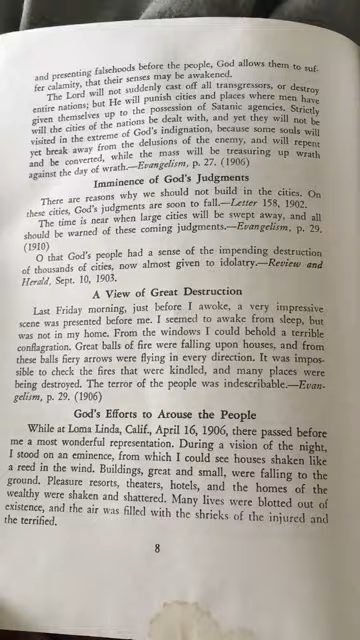 and presenting falsehoods before the people, God allows them to suf-
fer calamity, that their senses may be awakened.
The Lord will not suddenly cast off all transgressors, or destroy
entire nations; but He will punish cities and places where men have
given themselves up to the possession of Satanic agencies. Strictly
will the cities of the nations be dealt with, and yet they will not be
visited in the extreme of God's indignation, because some souls will
yet break away from the delusions of the enemy, and will repent
and be converted, while the mass will be treasuring up wrath
against the day of wrath.—Evangelism, p. 27. (1906)
Imminence of God's Judgments
There are reasons why we should not build in the cities. On
these cities, God's judgments are soon to fall.—Letter 158, 1902.
The time is near when large cities will be swept away, and all
should be warned of these coming judgments.—Evangelism, p. 29.
(1910)
O that God's people had a sense of the impending destruction
of thousands of cities, now almost given to idolatry.—Review and
Herald, Sept. 10, 1903.
A View of Great Destruction
Last Friday morning, just before I awoke, a very impressive
scene was presented before me. I seemed to awake from sleep, but
was not in my home. From the windows I could behold a terrible
conflagration. Great balls of fire were falling upon houses, and from
these balls fiery arrows were flying in every direction. It was impos-
sible to check the fires that were kindled, and many places were
being destroyed. The terror of the people was indescribable.—Evan-
gelism, p. 29. (1906)
God's Efforts to Arouse the People
While at Loma Linda, Calif., April 16, 1906, there passed before
me a most wonderful representation. During a vision of the night,
I stood on an eminence, from which I could see houses shaken like
a reed in the wind. Buildings, great and small, were falling to the
ground. Pleasure resorts, theaters, hotels, and the homes of the
wealthy were shaken and shattered. Many lives were blotted out of
existence, and the air was filled with the shrieks of the injured and
the terrified.
8